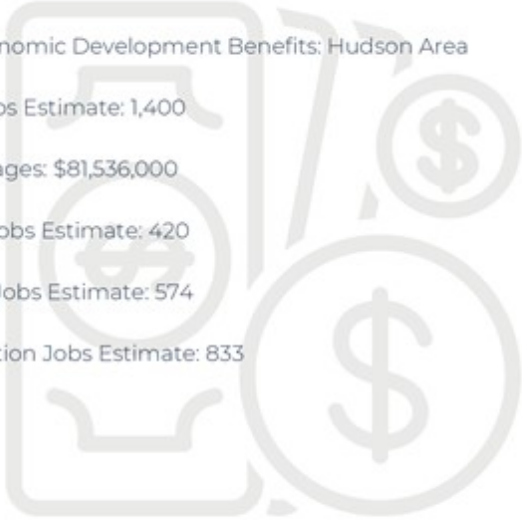 nomic Development Benefits: Hudson Area
bs Estimate: 1,400
ages: $81,536,000
obs Estimate: 420
Jobs Estimate: 574
tion Jobs Estimate: 833